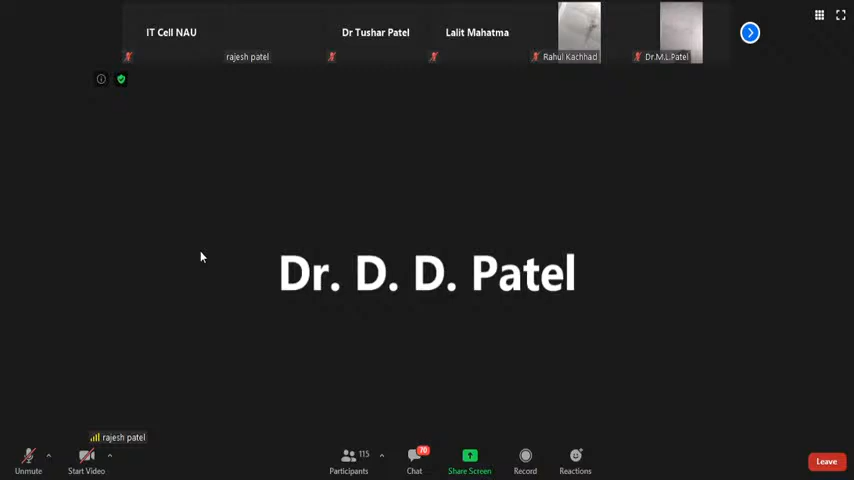 IT Cell NAU
Dr Tushar Patel
Lalit Mahatma
rajesh patel
Rahul Kachhad
Dr.M.L.Patel
Dr. D. D. Patel
rajesh patel
115
70
Unmute
Start Video
Participants
Chat
Share Screen
Record
Reactions
Leave